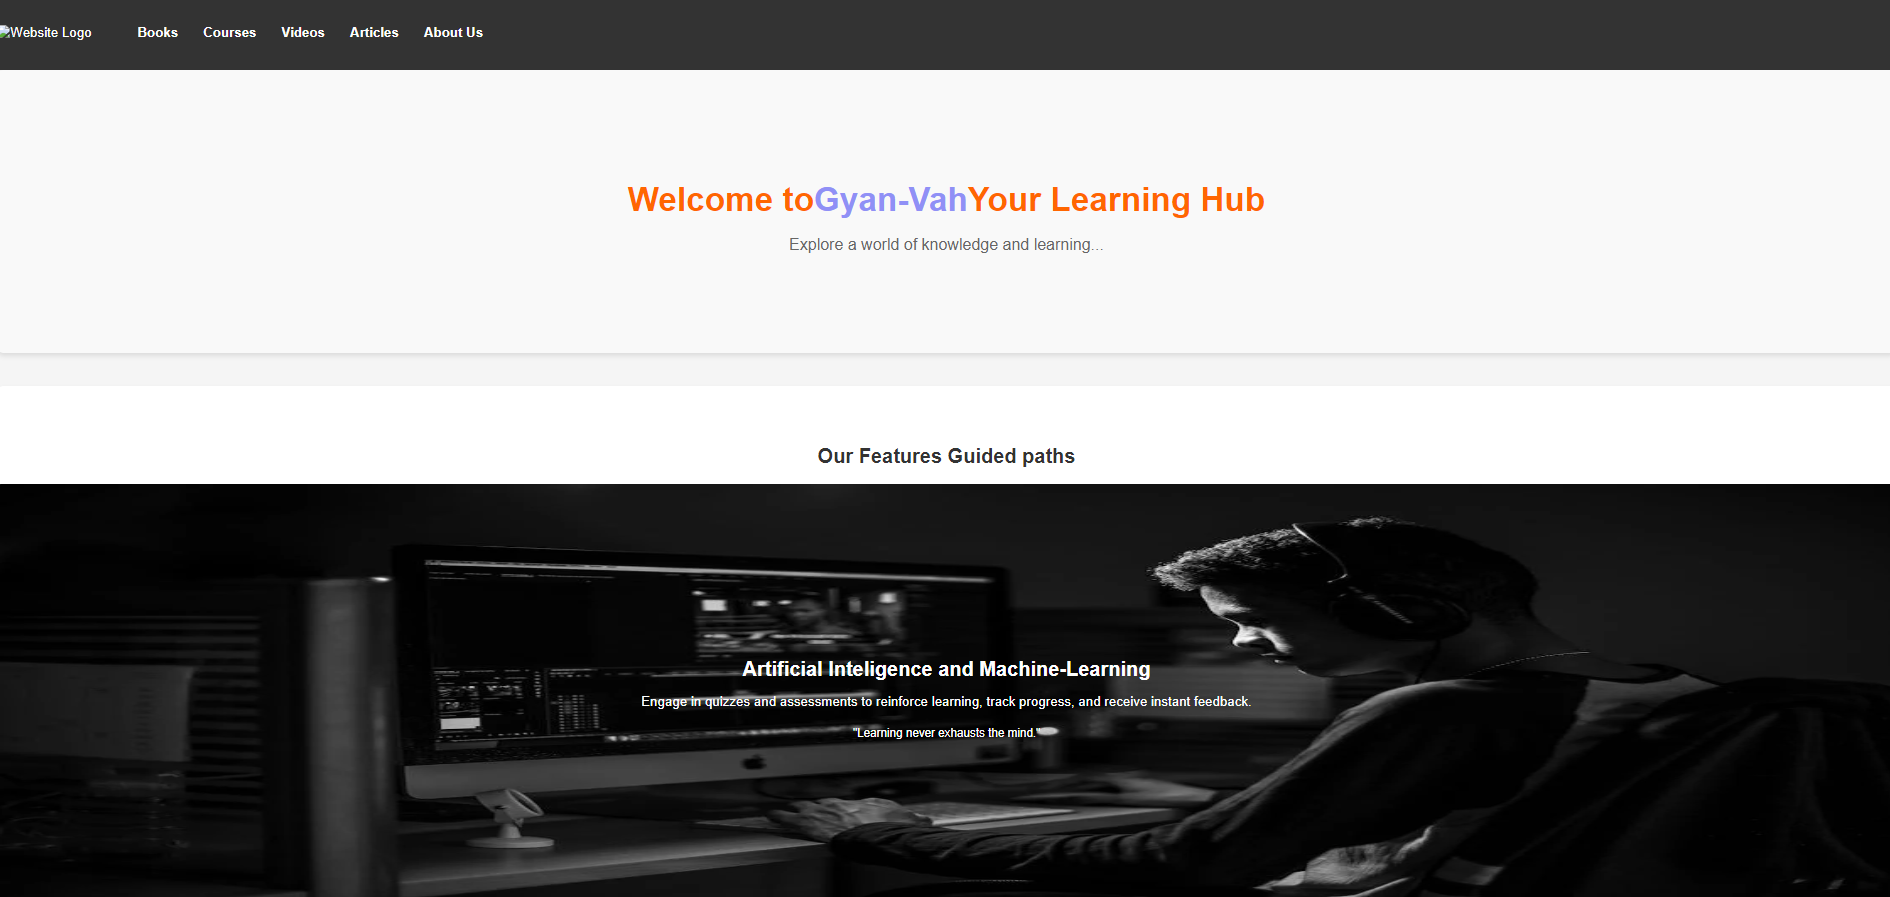 Website Logo Books Courses Videos Articles About Us
Welcome toGyan-VahYour Learning Hub
Explore a world of knowledge and learning...
Our Features Guided paths
Artificial Inteligence and Machine-Learning
Engage in quizzes and assessments to reinforce learning, track progress, and receive instant feedback.
"Learning never exhausts the mind."